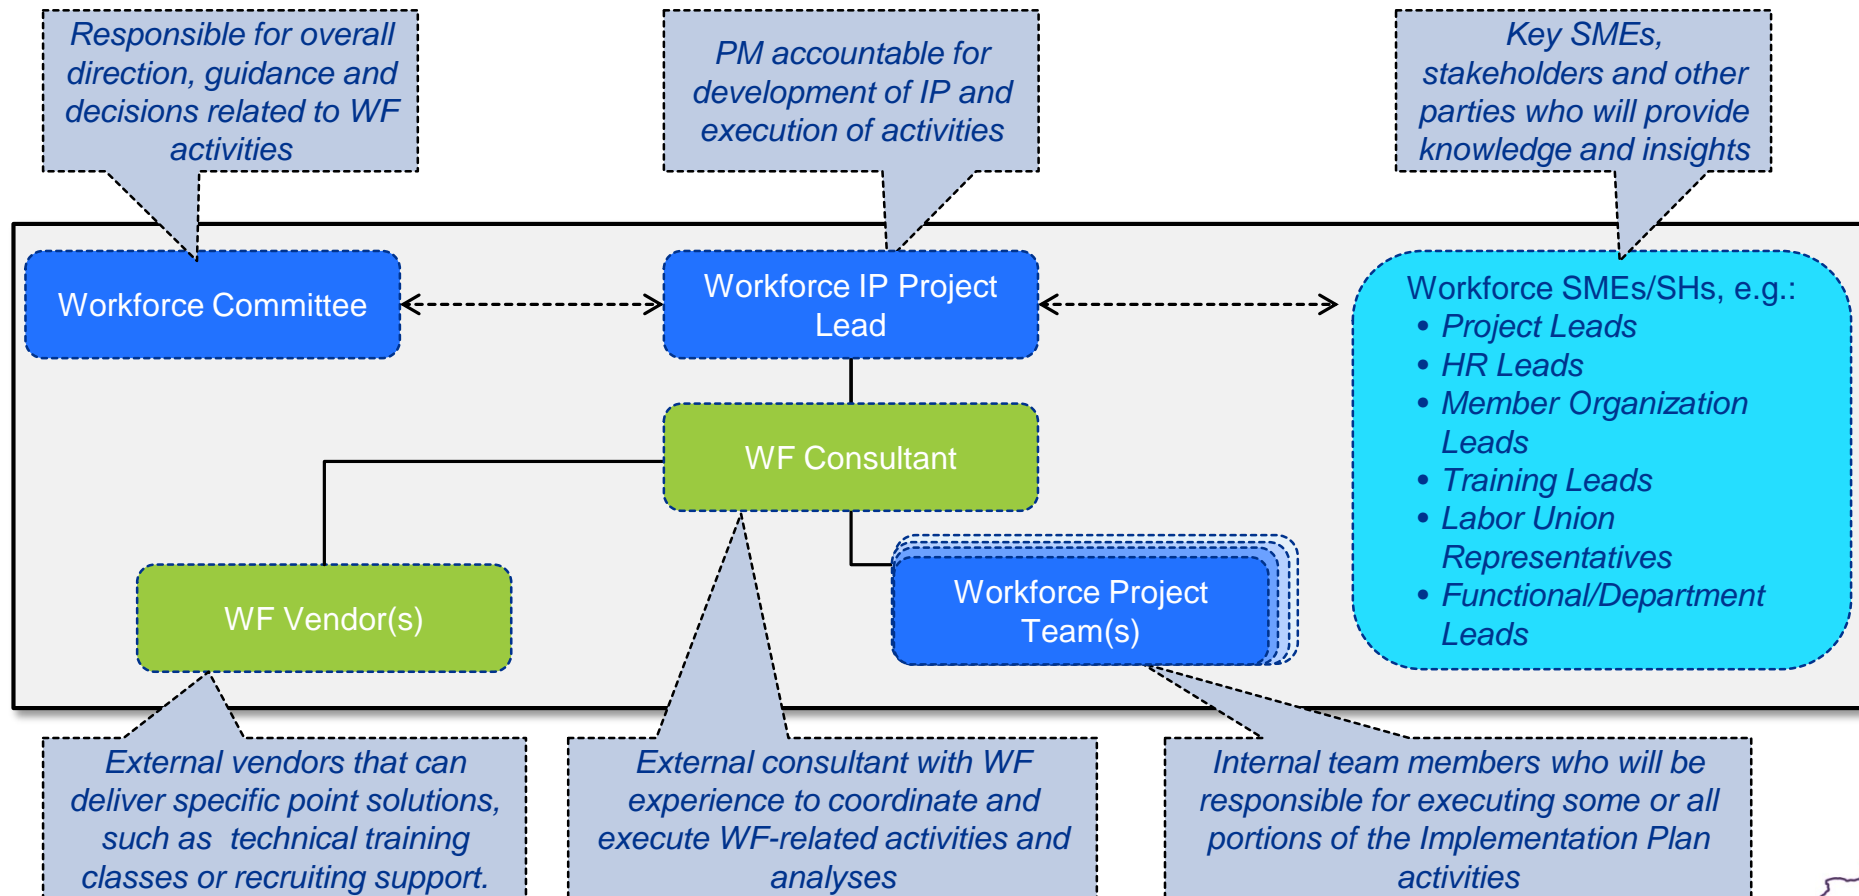 Responsible for overall
direction, guidance and
decisions related to WF
activities
PM accountable for
development of IP and
execution of activities
Key SMEs,
stakeholders and other
parties who will provide
knowledge and insights
Workforce Committee
Workforce IP Project
Lead
Workforce SMEs/SHs, e.g.:
• Project Leads
• HR Leads
• Member Organization
Leads
• Training Leads
• Labor Union
Representatives
• Functional/Department
Leads
WF Consultant
WF Vendor(s)
Workforce Project
Team(s)
External vendors that can
deliver specific point solutions,
such as technical training
classes or recruiting support.
External consultant with WF
experience to coordinate and
execute WF-related activities and
analyses
Internal team members who will be
responsible for executing some or all
portions of the Implementation Plan
activities